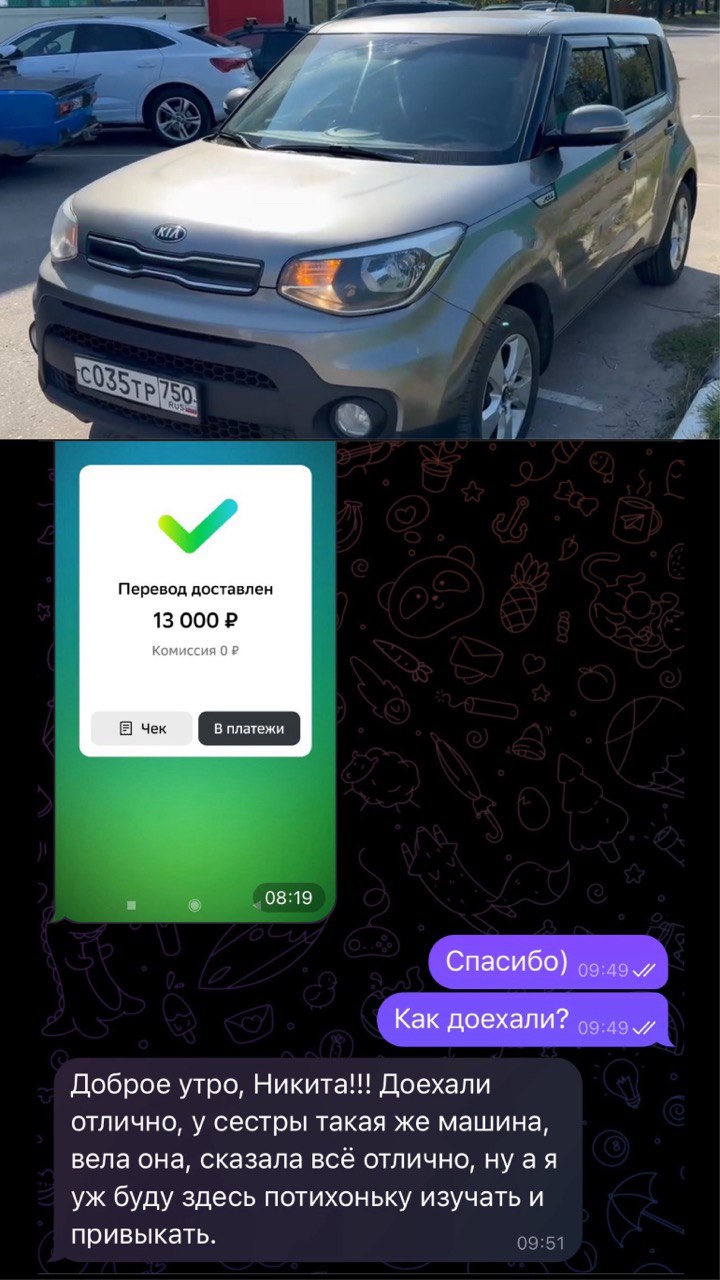 KIA
С035ТР 750
RUS
Перевод доставлен
13 000 ₽
Комиссия 0 ₽
Чек
В платежи
08:19
Спасибо) 09:49
Как доехали? 09:49
Доброе утро, Никита!!! Доехали
отлично, у сестры такая же машина,
вела она, сказала всё отлично, ну а я
уж буду здесь потихоньку изучать и
привыкать.
09:51